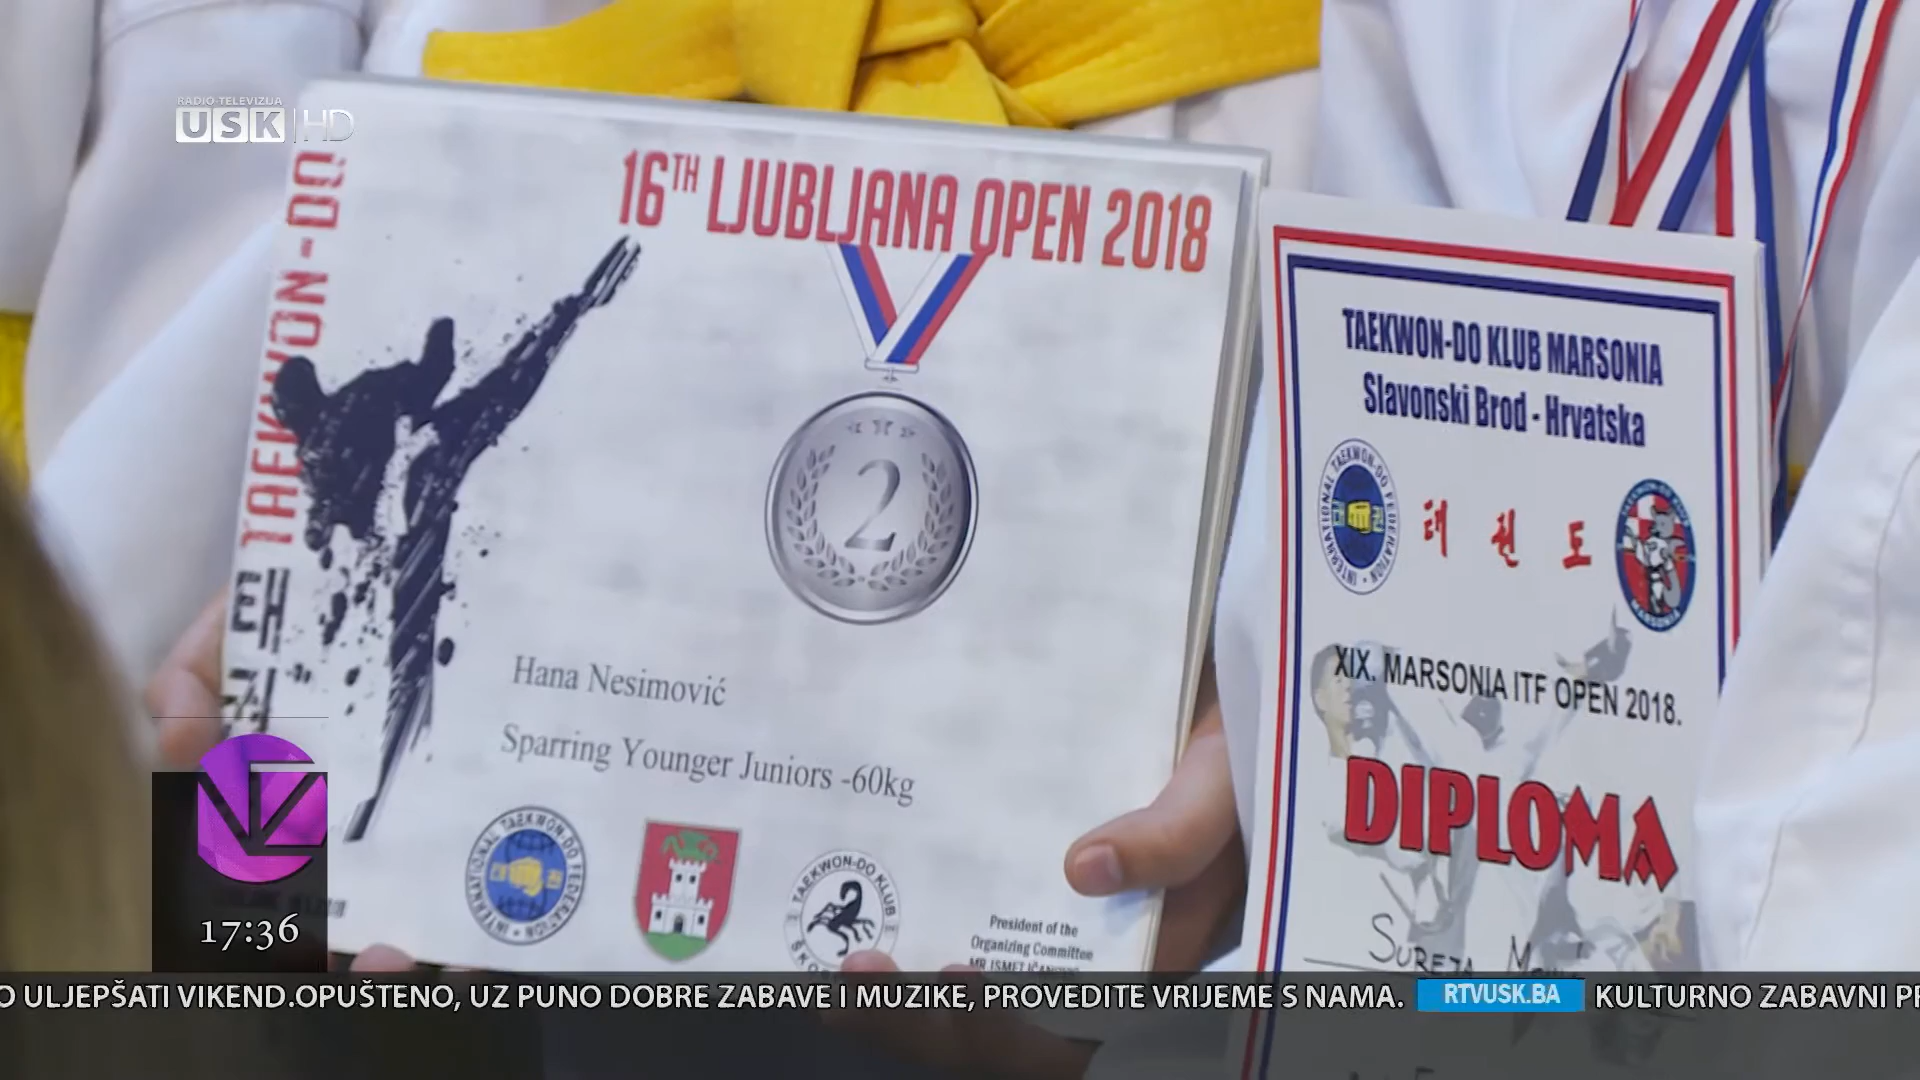 RADIO-TELEVIZIJA
USK HD
16TH LJUBLJANA OPEN 2018
TAEKWON-DO
태권
2
Hana Nesimović
Sparring Younger Juniors -60kg
INTERNATIONAL TAEKWON-DO FEDERATION
TAEKWON-DO KLUB
President of the
Organizing Committee
TAEKWON-DO KLUB MARSONIA
Slavonski Brod - Hrvatska
INTERNATIONAL TAEKWON-DO FEDERATION
태 권 도
MARSONIA
XIX. MARSONIA ITF OPEN 2018.
DIPLOMA
SUREJA
17:36
O ULJEPŠATI VIKEND.OPUŠTENO, UZ PUNO DOBRE ZABAVE I MUZIKE, PROVEDITE VRIJEME S NAMA. RTVUSK.BA KULTURNO ZABAVNI PR